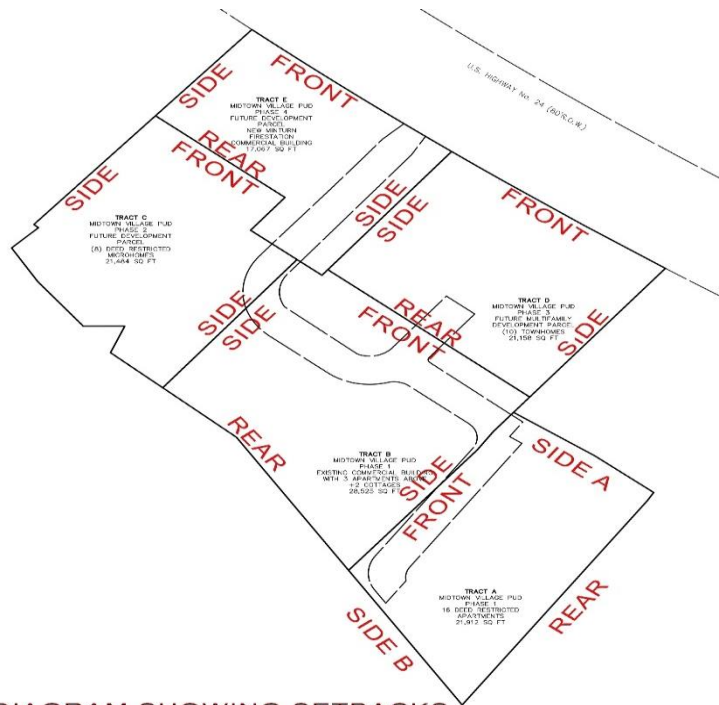 U.S. HIGHWAY No. 24 (80'R.O.W.)
FRONT
SIDE
TRACT E
MIDTOWN VILLAGE PUD
PHASE 4
FUTURE DEVELOPMENT
PARCEL
NEW MINTURN
FIRESTATION
COMMERCIAL BUILDING
17,067 SQ FT
REAR
FRONT
SIDE
SIDE
SIDE
FRONT
TRACT C
MIDTOWN VILLAGE PUD
PHASE 2
FUTURE DEVELOPMENT
PARCEL
(8) DEED RESTRICTED
MICROHOMES
21,484 SQ FT
TRACT D
MIDTOWN VILLAGE PUD
PHASE 3
FUTURE MULTIFAMILY
DEVELOPMENT PARCEL
(10) TOWNHOMES
21,158 SQ FT
SIDE
SIDE
SIDE
REAR
FRONT
REAR
TRACT B
MIDTOWN VILLAGE PUD
PHASE 1
EXISTING COMMERCIAL BUILDING
WITH 3 APARTMENTS ABOVE
+2 COTTAGES
28,525 SQ FT
SIDE
FRONT
SIDE A
TRACT A
MIDTOWN VILLAGE PUD
PHASE 1
16 DEED RESTRICTED
APARTMENTS
21,912 SQ FT
REAR
SIDE B
DIAGRAM SHOWING SETBACKS